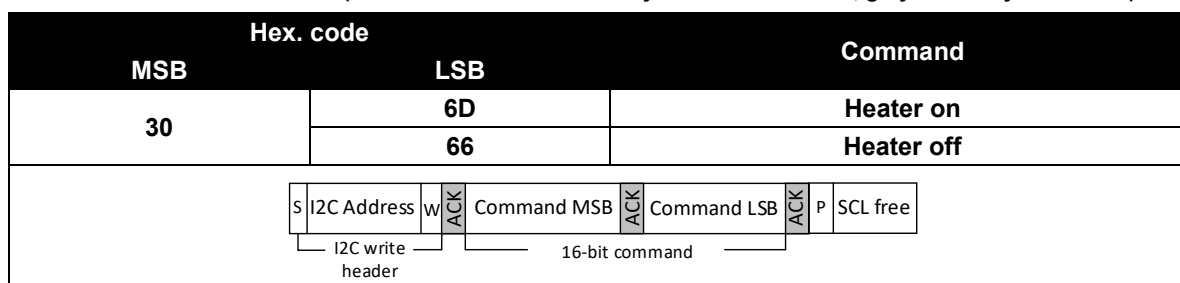 Hex. code
Command
MSB LSB
30
6D Heater on
66 Heater off
S I2C Address W ACK Command MSB ACK Command LSB ACK P SCL free
I2C write 16-bit command
header